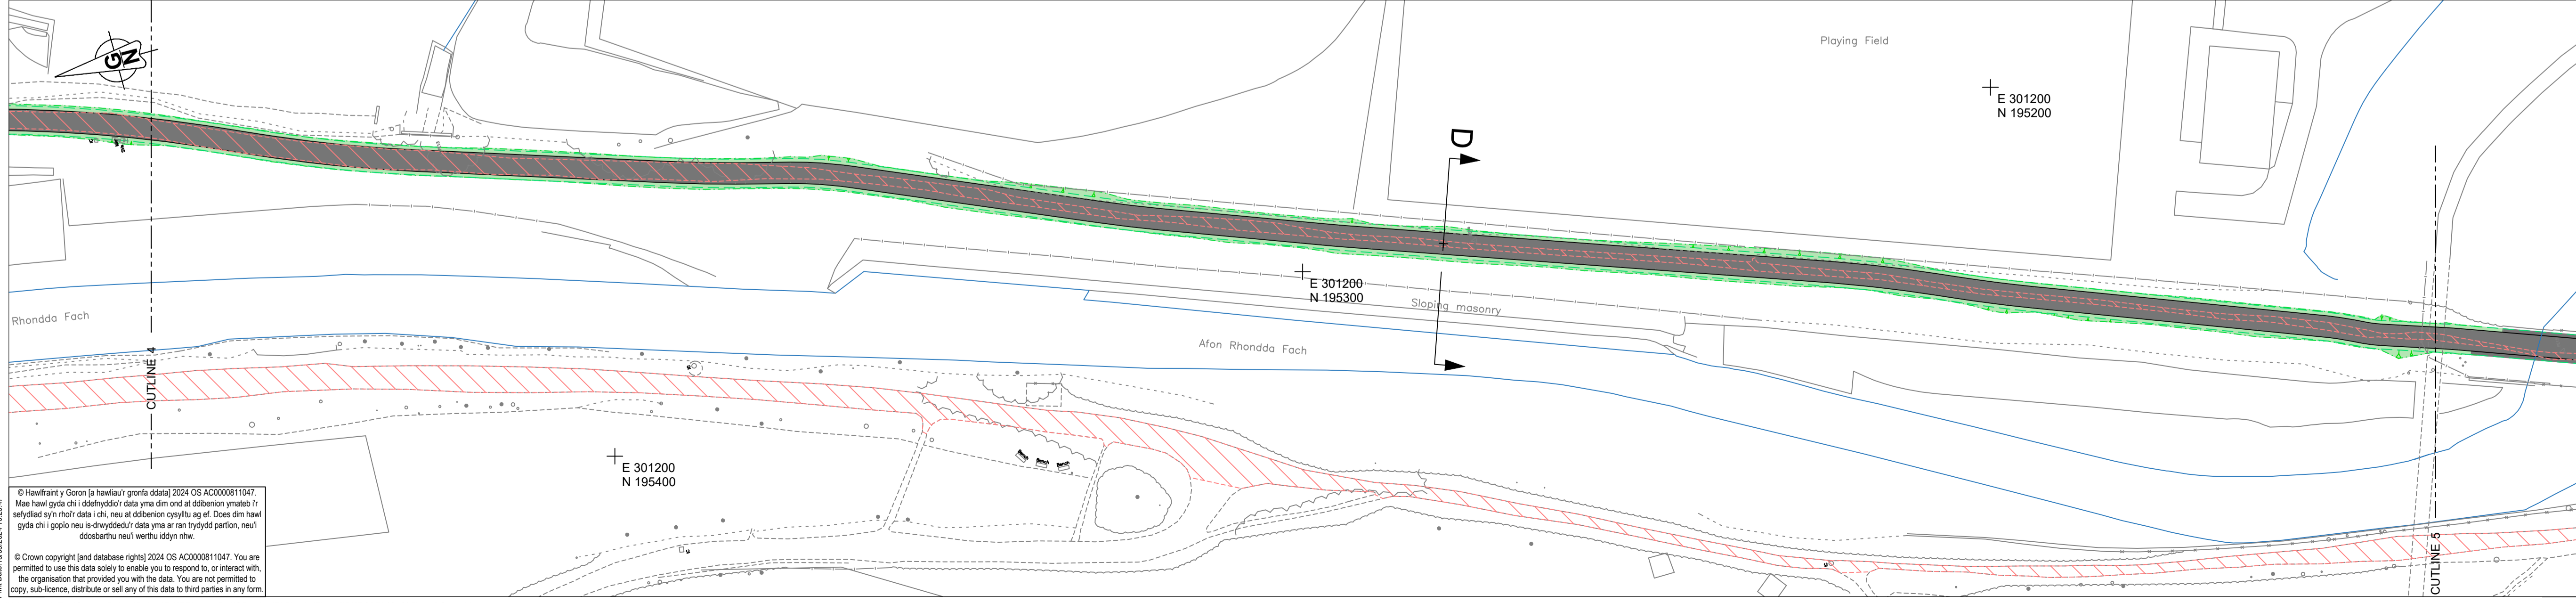 GN
Playing Field
E 301200
N 195200
D
E 301200
N 195300
Sloping masonry
Rhondda Fach
Afon Rhondda Fach
CUTLINE 4
E 301200
N 195400
CUTLINE 5
© Hawlfraint y Goron [a hawliau'r gronfa ddata] 2024 OS AC0000811047.
Mae hawl gyda chi i ddefnyddio'r data yma dim ond at ddibenion ymateb i'r
sefydliad sy'n rhoi'r data i chi, neu at ddibenion cysylltu ag ef. Does dim hawl
gyda chi i gopïo neu is-drwyddedu'r data yma ar ran trydydd partïon, neu'i
ddosbarthu neu'i werthu iddyn nhw.
© Crown copyright [and database rights] 2024 OS AC0000811047. You are
permitted to use this data solely to enable you to respond to, or interact with,
the organisation that provided you with the data. You are not permitted to
copy, sub-licence, distribute or sell any of this data to third parties in any form.